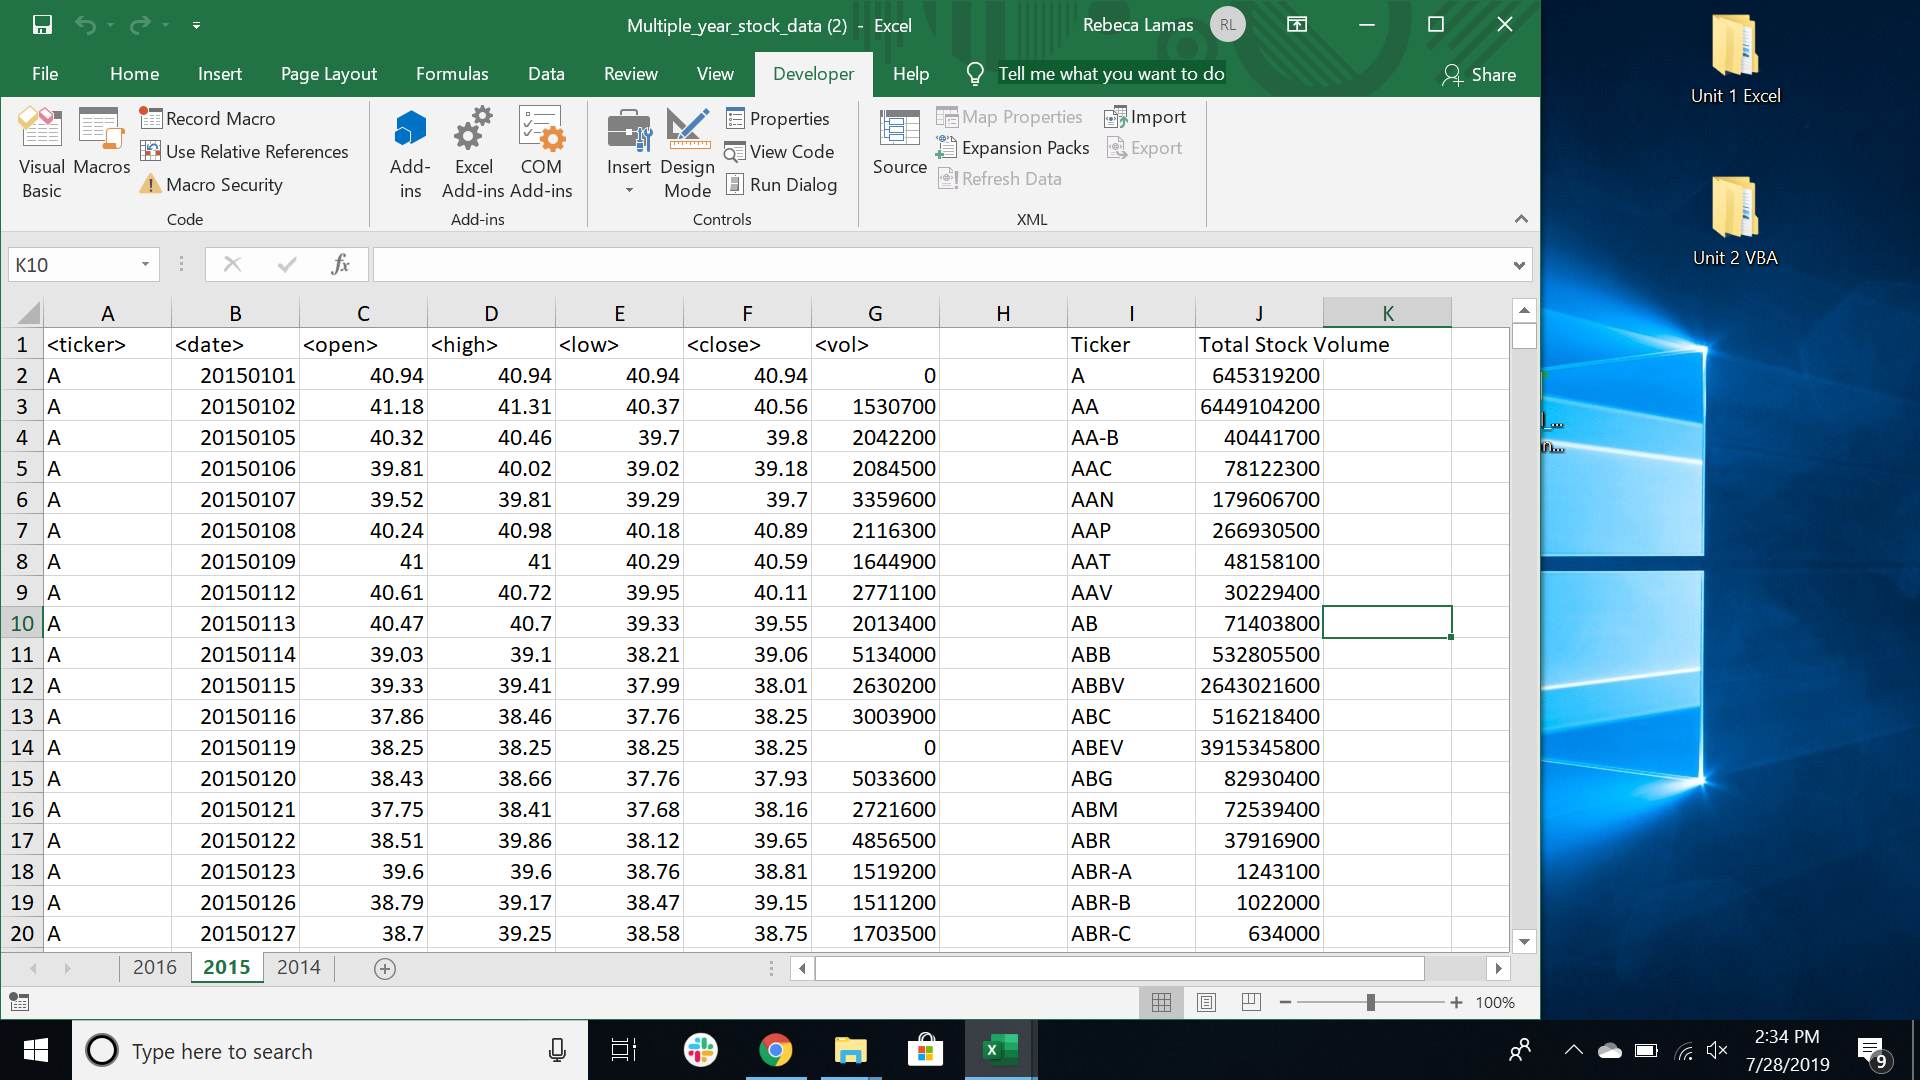 Multiple_year_stock_data (2) - Excel
Rebeca Lamas RL
File Home Insert Page Layout Formulas Data Review View Developer Help Tell me what you want to do Share
Visual Basic
Macros
Record Macro
Use Relative References
Macro Security
Code
Add-ins
Excel Add-ins
COM Add-ins
Add-ins
Insert
Design Mode
Properties
View Code
Run Dialog
Controls
Source
Map Properties
Expansion Packs
Refresh Data
Import
Export
XML
K10 fx
A B C D E F G H I J K
1 <ticker> <date> <open> <high> <low> <close> <vol> Ticker Total Stock Volume
2 A 20150101 40.94 40.94 40.94 40.94 0 A 645319200
3 A 20150102 41.18 41.31 40.37 40.56 1530700 AA 6449104200
4 A 20150105 40.32 40.46 39.7 39.8 2042200 AA-B 40441700
5 A 20150106 39.81 40.02 39.02 39.18 2084500 AAC 78122300
6 A 20150107 39.52 39.81 39.29 39.7 3359600 AAN 179606700
7 A 20150108 40.24 40.98 40.18 40.89 2116300 AAP 266930500
8 A 20150109 41 41 40.29 40.59 1644900 AAT 48158100
9 A 20150112 40.61 40.72 39.95 40.11 2771100 AAV 30229400
10 A 20150113 40.47 40.7 39.33 39.55 2013400 AB 71403800
11 A 20150114 39.03 39.1 38.21 39.06 5134000 ABB 532805500
12 A 20150115 39.33 39.41 37.99 38.01 2630200 ABBV 2643021600
13 A 20150116 37.86 38.46 37.76 38.25 3003900 ABC 516218400
14 A 20150119 38.25 38.25 38.25 38.25 0 ABEV 3915345800
15 A 20150120 38.43 38.66 37.76 37.93 5033600 ABG 82930400
16 A 20150121 37.75 38.41 37.68 38.16 2721600 ABM 72539400
17 A 20150122 38.51 39.86 38.12 39.65 4856500 ABR 37916900
18 A 20150123 39.6 39.6 38.76 38.81 1519200 ABR-A 1243100
19 A 20150126 38.79 39.17 38.47 39.15 1511200 ABR-B 1022000
20 A 20150127 38.7 39.25 38.58 38.75 1703500 ABR-C 634000
2016 2015 2014
100%
Unit 1 Excel
Unit 2 VBA
Type here to search
2:34 PM
7/28/2019
9